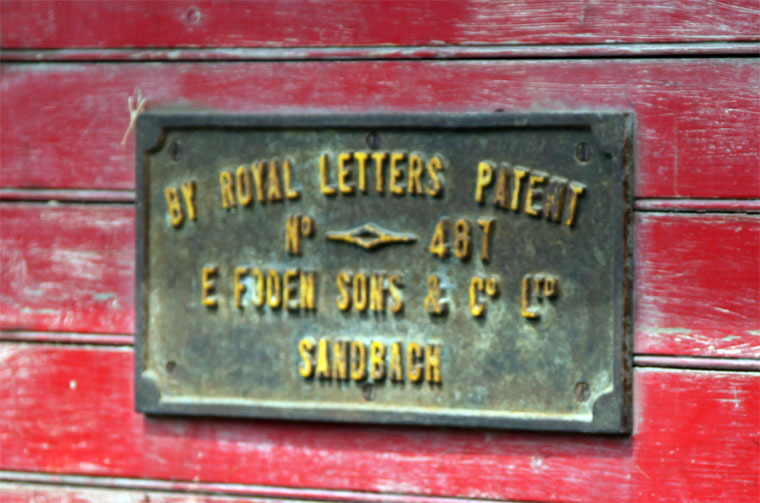 BY ROYAL LETTERS PATENT
Nº 487
E FODEN SONS & Cº LTD
SANDBACH